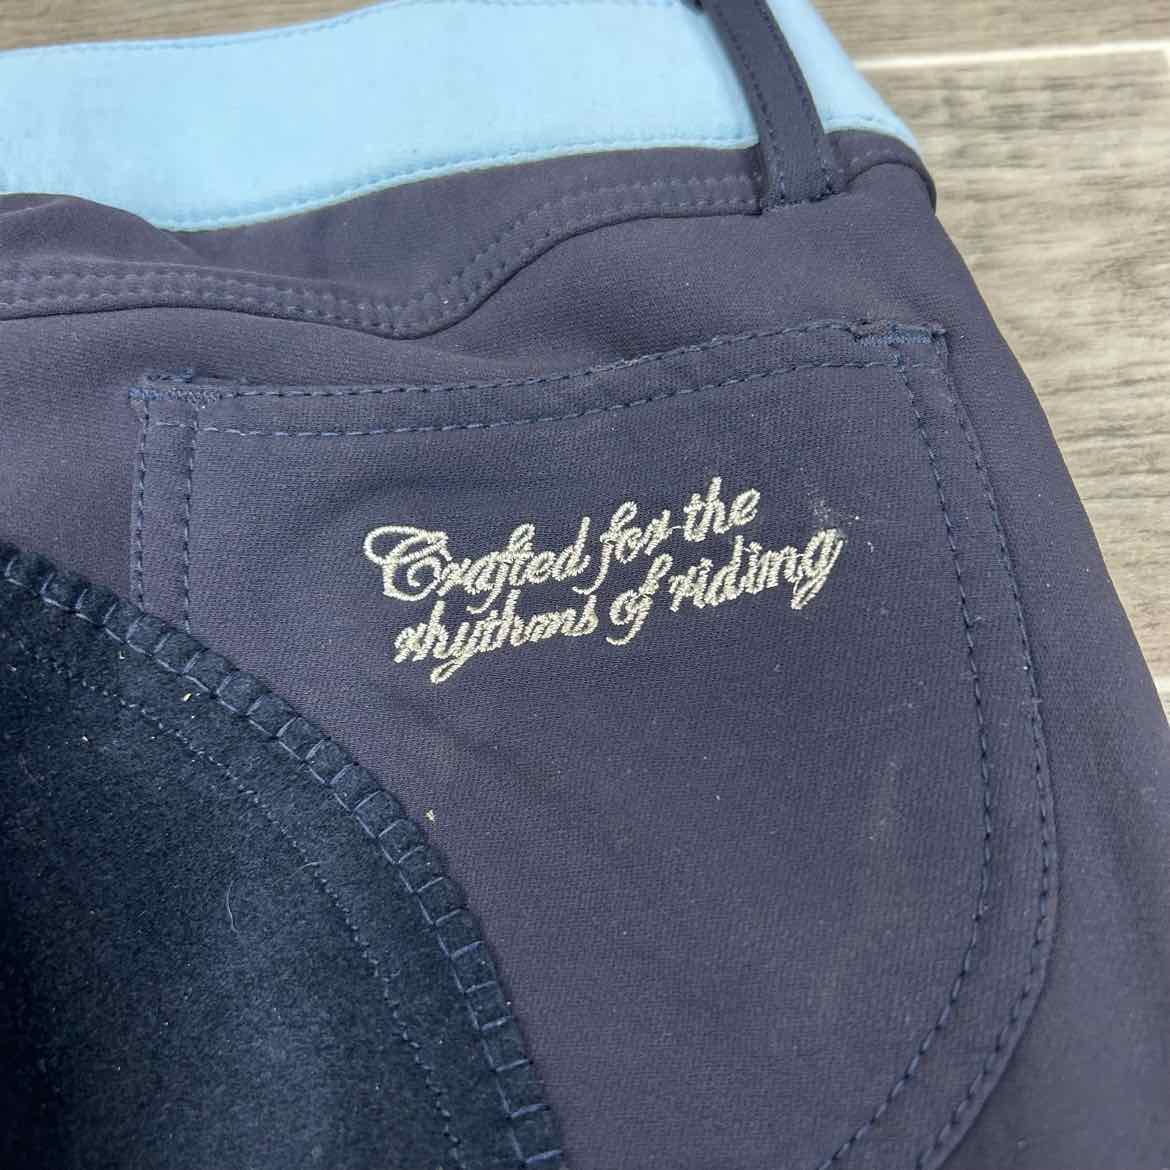 Crafted for the
rhythms of riding